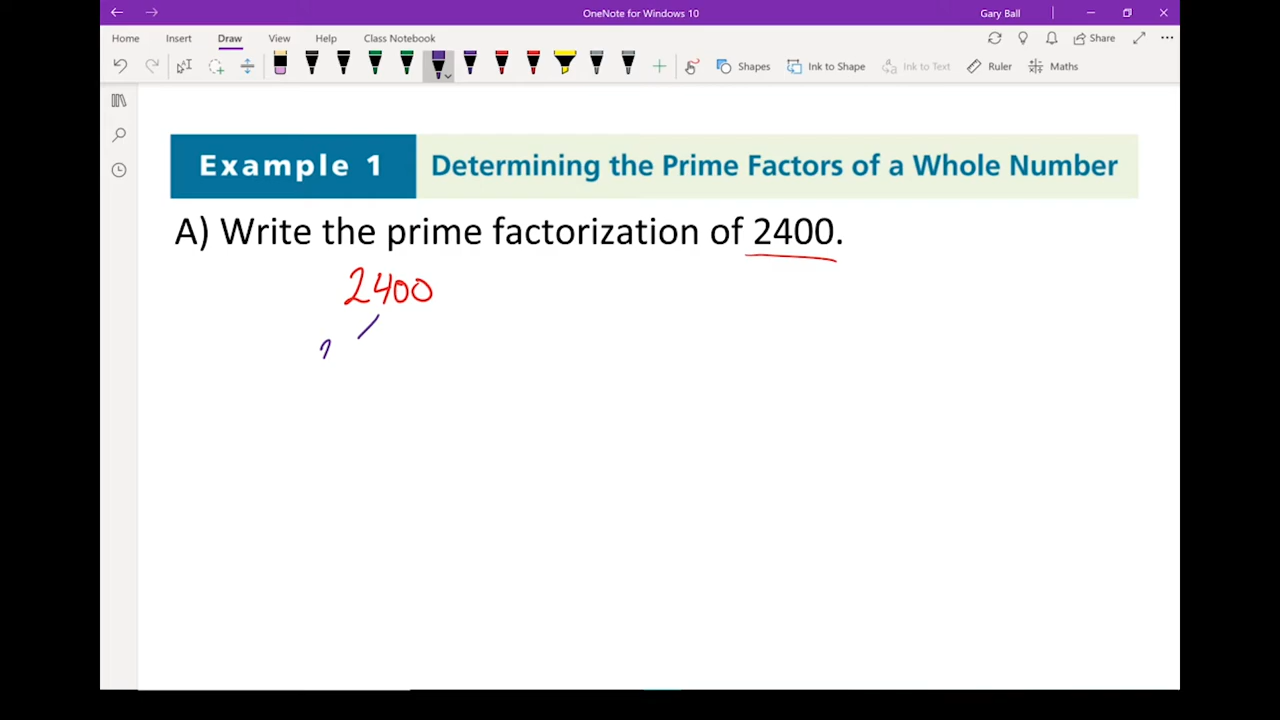 OneNote for Windows 10
Gary Ball
Home Insert Draw View Help Class Notebook
Share
Shapes Ink to Shape Ink to Text Ruler Maths
Example 1 Determining the Prime Factors of a Whole Number
A) Write the prime factorization of 2400.
2400